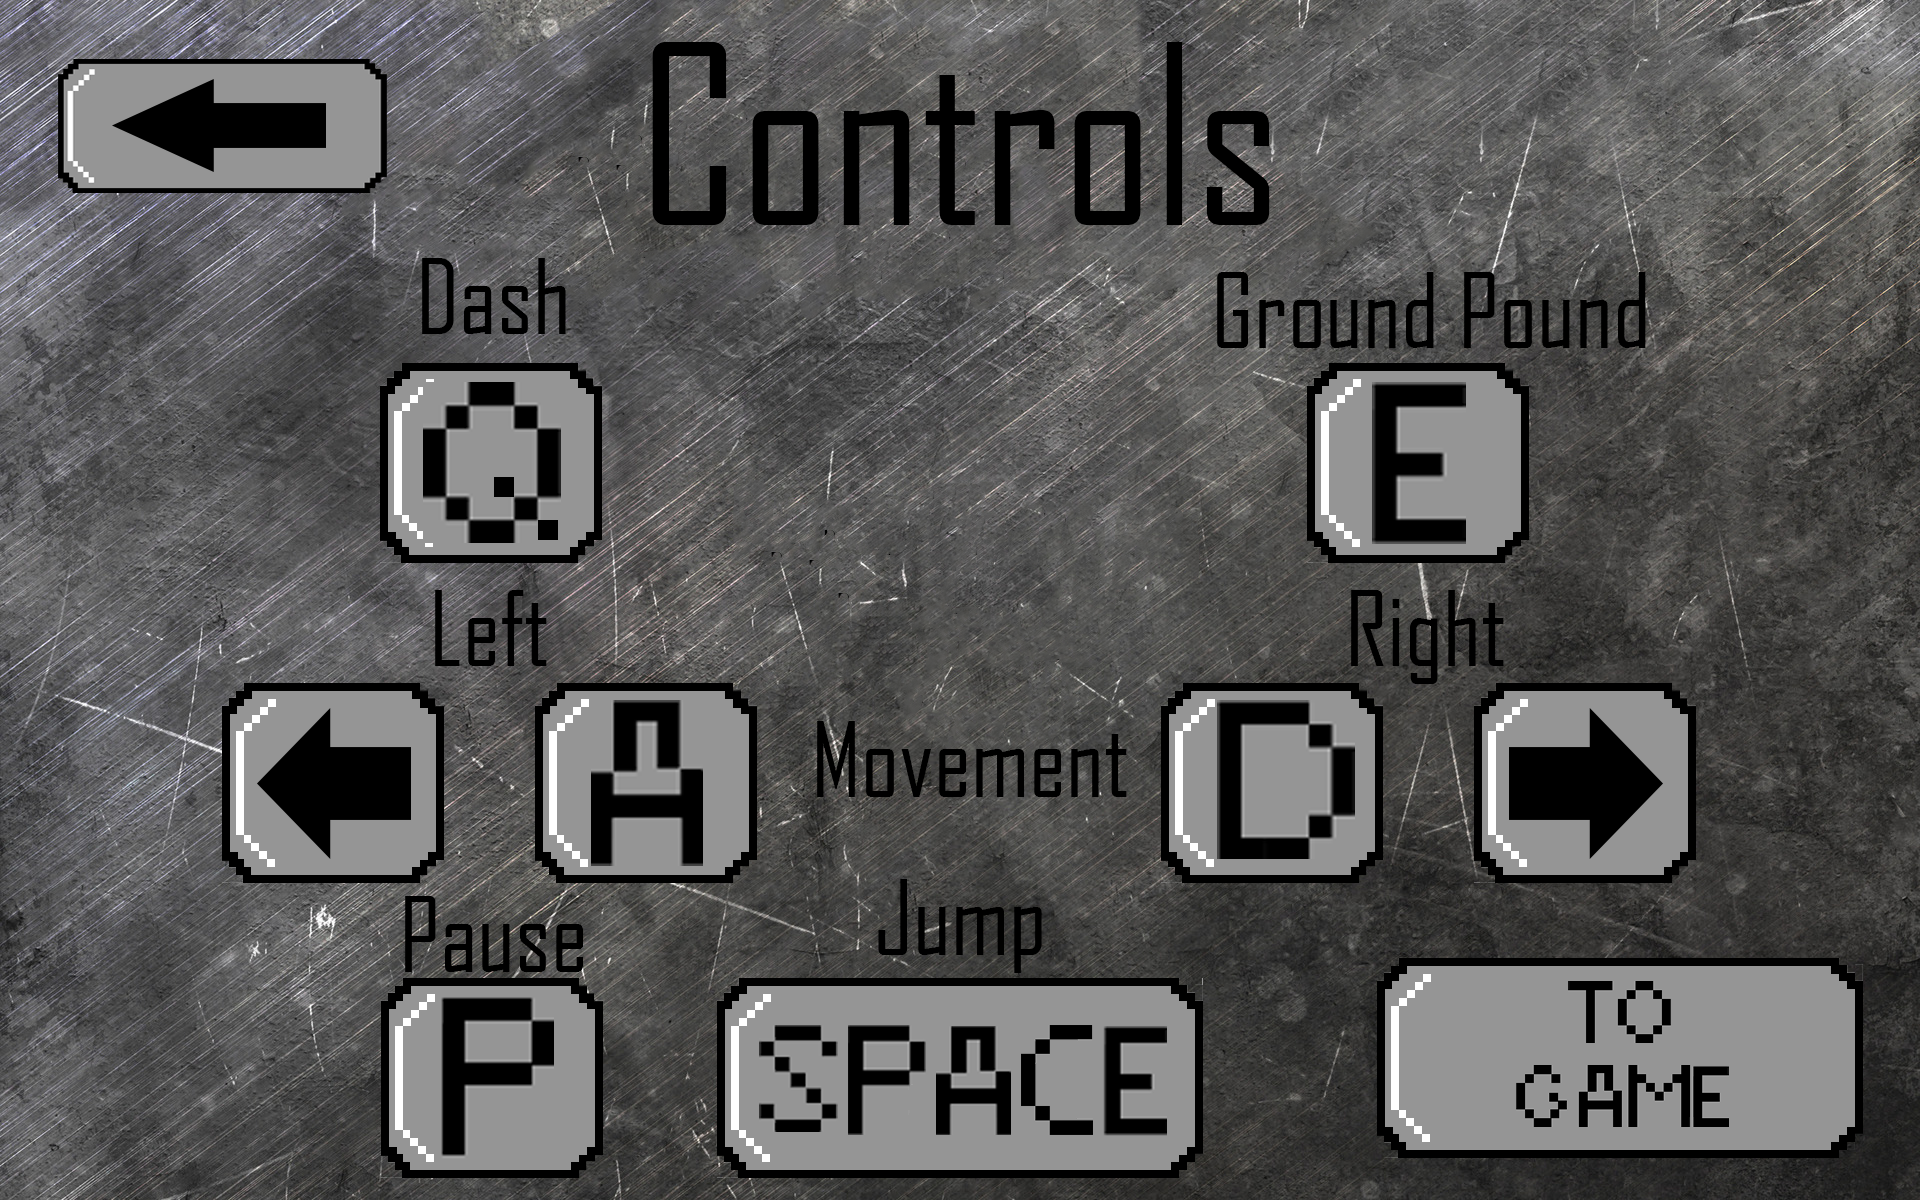 Controls
Dash
Ground Pound
Q
E
Left
Right
A
Movement
D
Pause
Jump
P
SPACE
TO
GAME